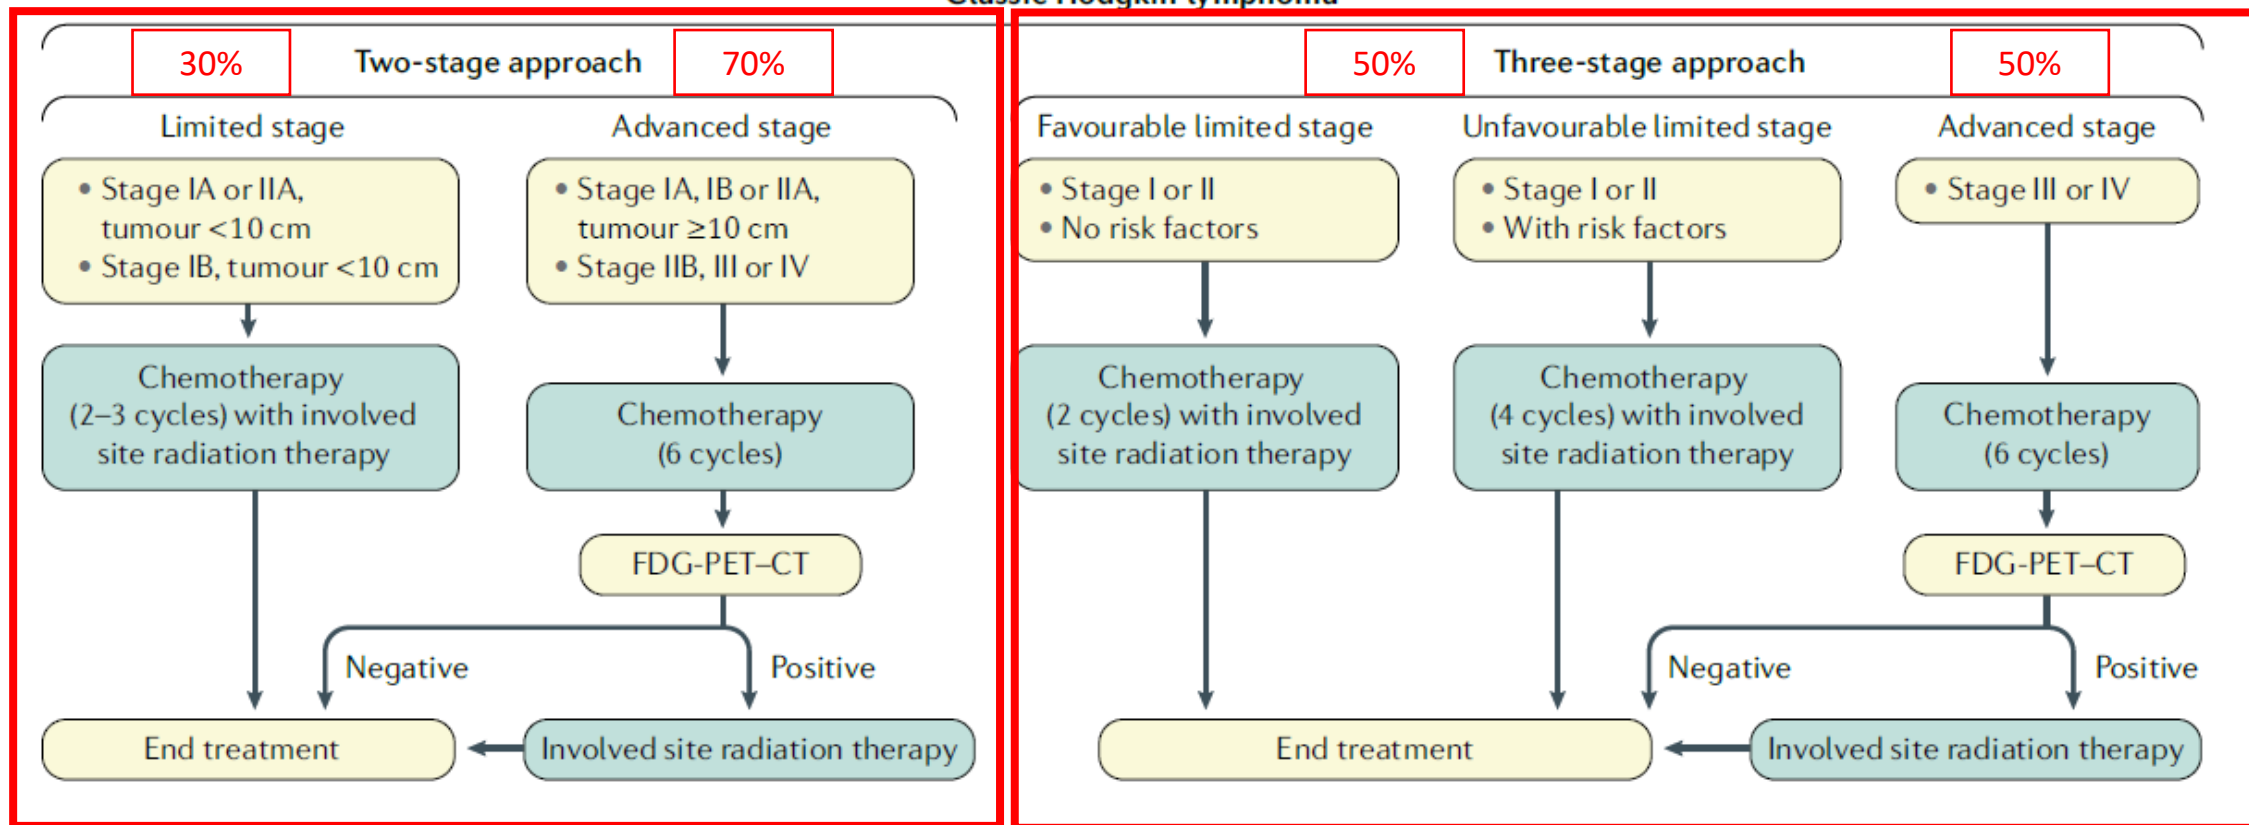 Classic Hodgkin lymphoma
30%
Two-stage approach
70%
50%
Three-stage approach
50%
Limited stage
Advanced stage
Favourable limited stage
Unfavourable limited stage
Advanced stage
• Stage IA or IIA,
tumour <10 cm
• Stage IB, tumour <10 cm
• Stage IA, IB or IIA,
tumour ≥10 cm
• Stage IIB, III or IV
• Stage I or II
• No risk factors
• Stage I or II
• With risk factors
• Stage III or IV
Chemotherapy
(2–3 cycles) with involved
site radiation therapy
Chemotherapy
(6 cycles)
Chemotherapy
(2 cycles) with involved
site radiation therapy
Chemotherapy
(4 cycles) with involved
site radiation therapy
Chemotherapy
(6 cycles)
FDG-PET–CT
FDG-PET–CT
Negative
Positive
Negative
Positive
End treatment
Involved site radiation therapy
End treatment
Involved site radiation therapy